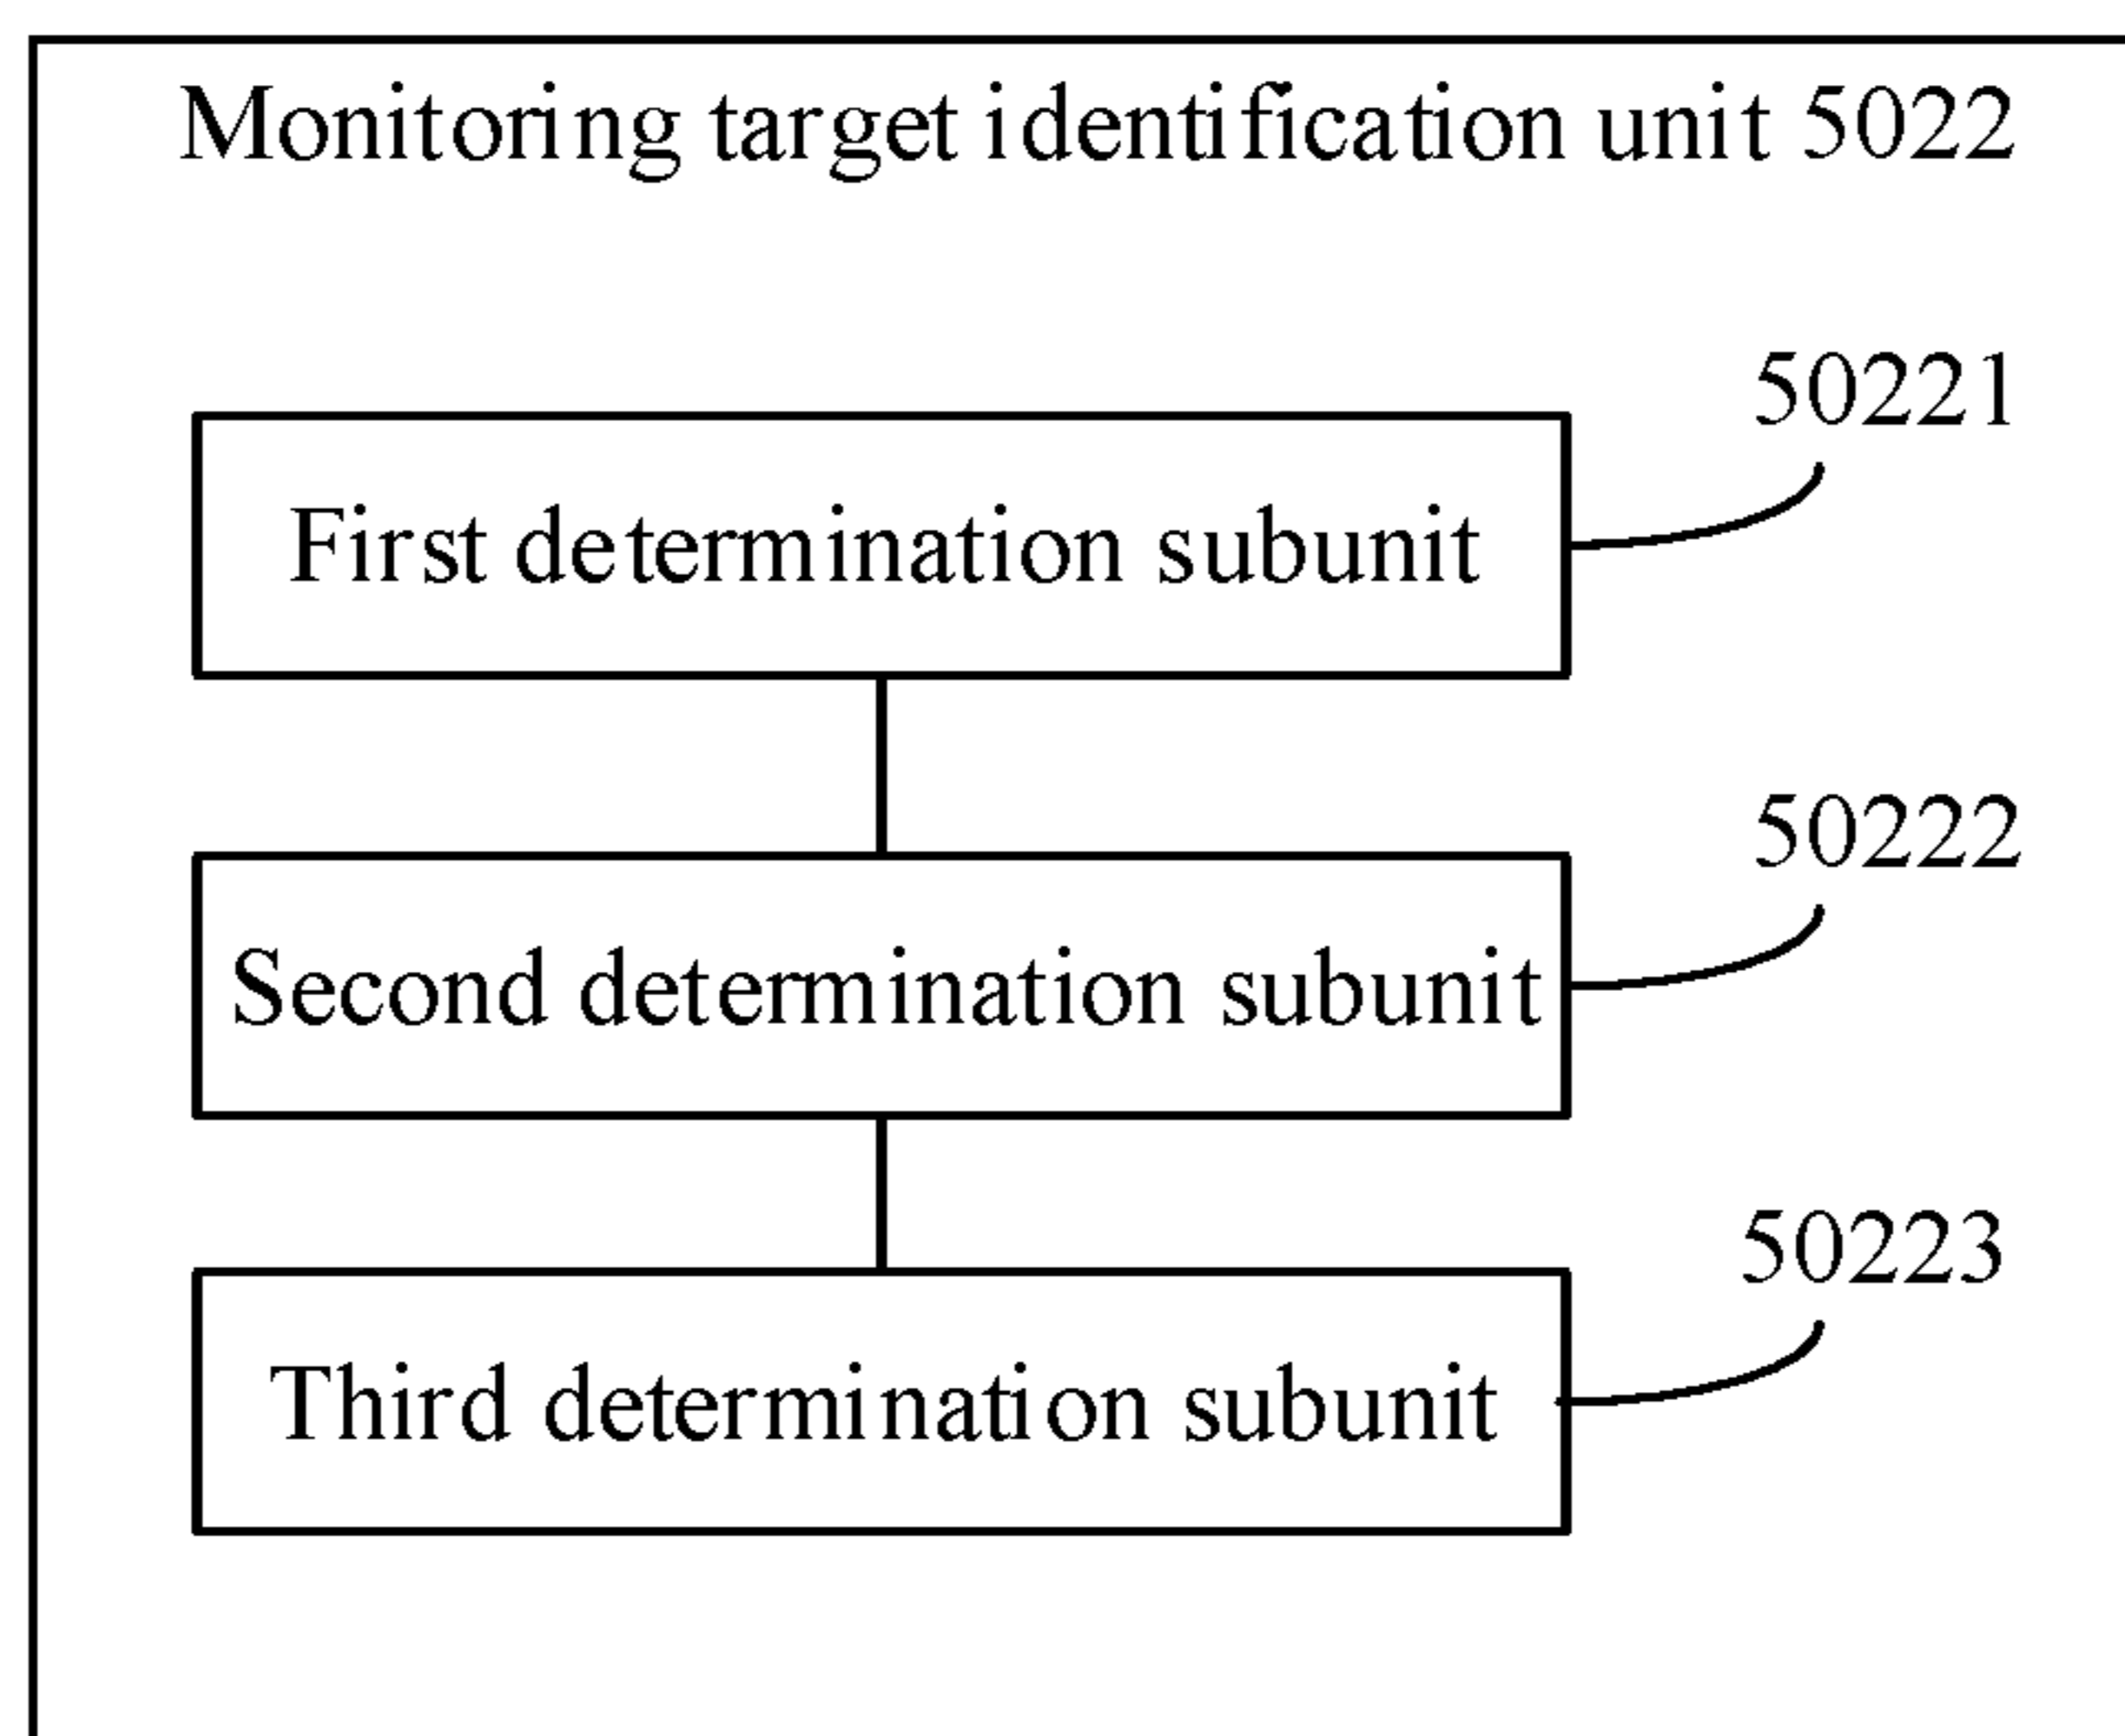 Monitoring target identification unit 5022
50221
First determination subunit
50222
Second determination subunit
50223
Third determination subunit